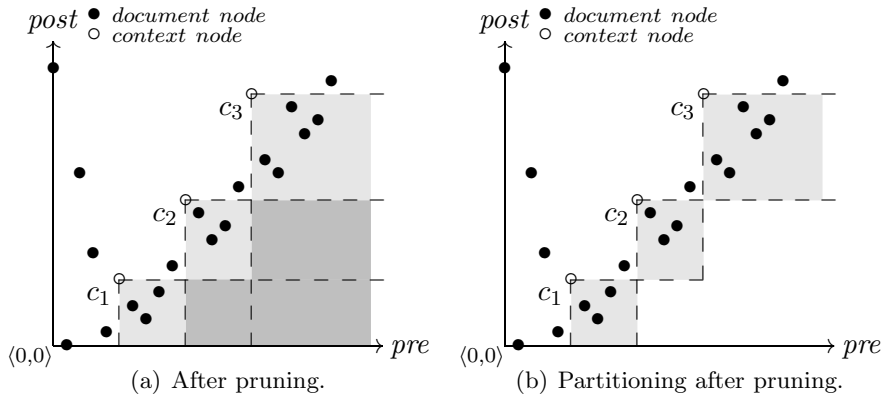 post
● document node
○ context node
c3
c2
c1
⟨0,0⟩
pre
(a) After pruning.
post
● document node
○ context node
c3
c2
c1
⟨0,0⟩
pre
(b) Partitioning after pruning.